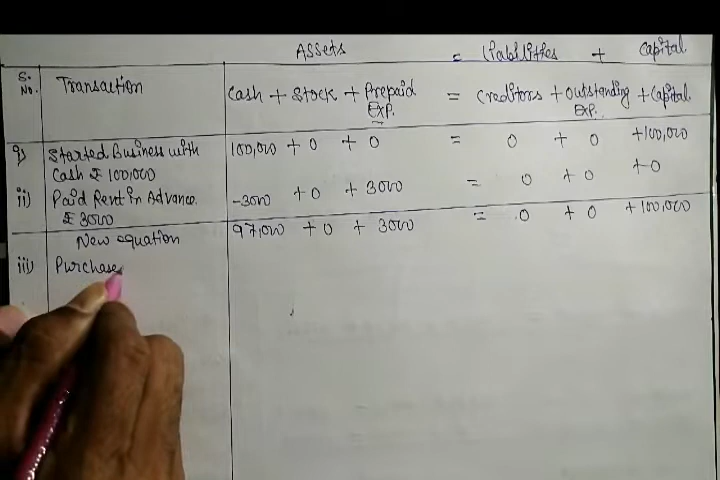 Assets = Liabilities + Capital
S. No. Transaction Cash + Stock + Prepaid Exp. = Creditors + Outstanding Exp. + Capital
i) Started Business with Cash ₹ 100,000 100,000 + 0 + 0 = 0 + 0 +100,000
ii) Paid Rent in Advance ₹ 3000 -3000 +0 + 3000 = 0 + 0 +0
New equation 97,000 + 0 + 3000 = 0 + 0 + 100,000
iii) Purchase